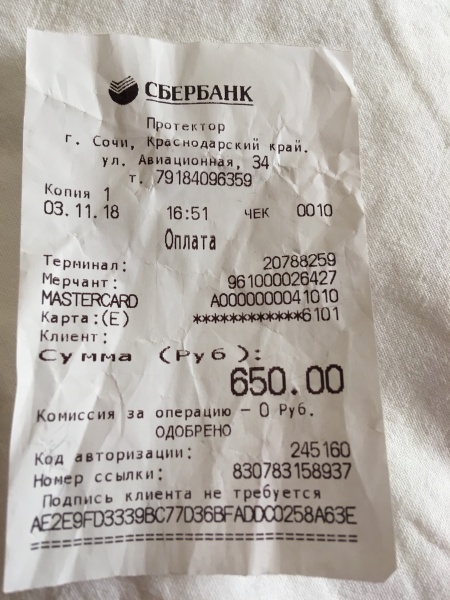 СБЕРБАНК
Протектор
г. Сочи, Краснодарский край.
ул. Авиационная, 34
т. 79184096359
Копия 1
03.11.18 16:51 ЧЕК 0010
Оплата
Терминал: 20788259
Мерчант: 961000026427
MASTERCARD A0000000041010
Карта:(E) ************6101
Клиент:
Сумма (Руб):
650.00
Комиссия за операцию – 0 Руб.
ОДОБРЕНО
Код авторизации: 245160
Номер ссылки: 830783158937
Подпись клиента не требуется
AE2E9FD3339BC77D36BFADDC0258A63E
================================